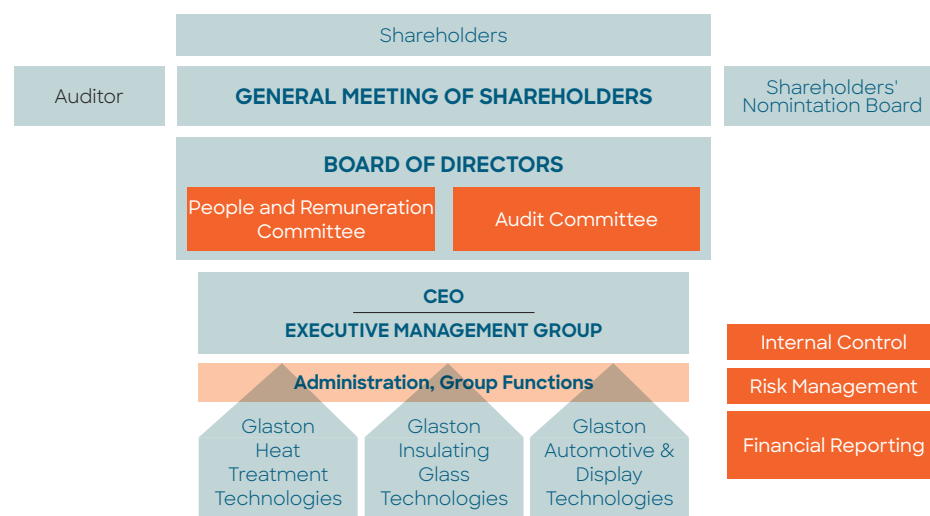 Shareholders
Auditor
GENERAL MEETING OF SHAREHOLDERS
Shareholders'
Nomintation Board
BOARD OF DIRECTORS
People and Remuneration
Committee
Audit Committee
CEO
EXECUTIVE MANAGEMENT GROUP
Internal Control
Administration, Group Functions
Risk Management
Glaston
Heat
Treatment
Technologies
Glaston
Insulating
Glass
Technologies
Glaston
Automotive &
Display
Technologies
Financial Reporting